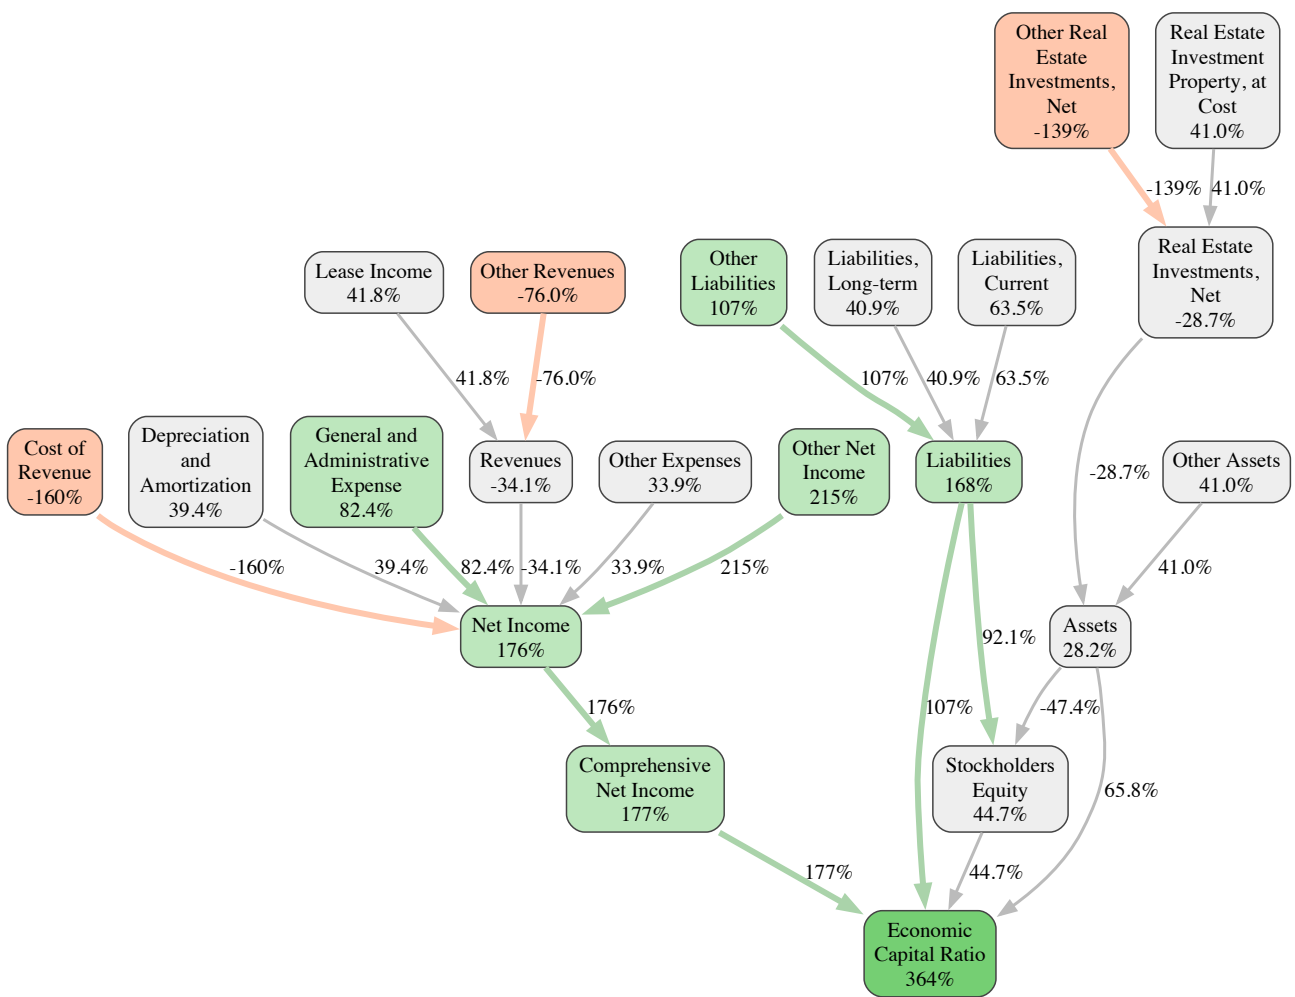 Other Real
Estate
Investments,
Net
-139%
Real Estate
Investment
Property, at
Cost
41.0%
-139%
41.0%
Lease Income
41.8%
Other Revenues
-76.0%
Other
Liabilities
107%
Liabilities,
Long-term
40.9%
Liabilities,
Current
63.5%
Real Estate
Investments,
Net
-28.7%
41.8%
-76.0%
107%
40.9%
63.5%
Cost of
Revenue
-160%
Depreciation
and
Amortization
39.4%
General and
Administrative
Expense
82.4%
Revenues
-34.1%
Other Expenses
33.9%
Other Net
Income
215%
Liabilities
168%
-28.7%
Other Assets
41.0%
-160%
39.4%
82.4%
-34.1%
33.9%
215%
41.0%
Net Income
176%
92.1%
Assets
28.2%
176%
107%
-47.4%
Comprehensive
Net Income
177%
Stockholders
Equity
44.7%
65.8%
177%
44.7%
Economic
Capital Ratio
364%